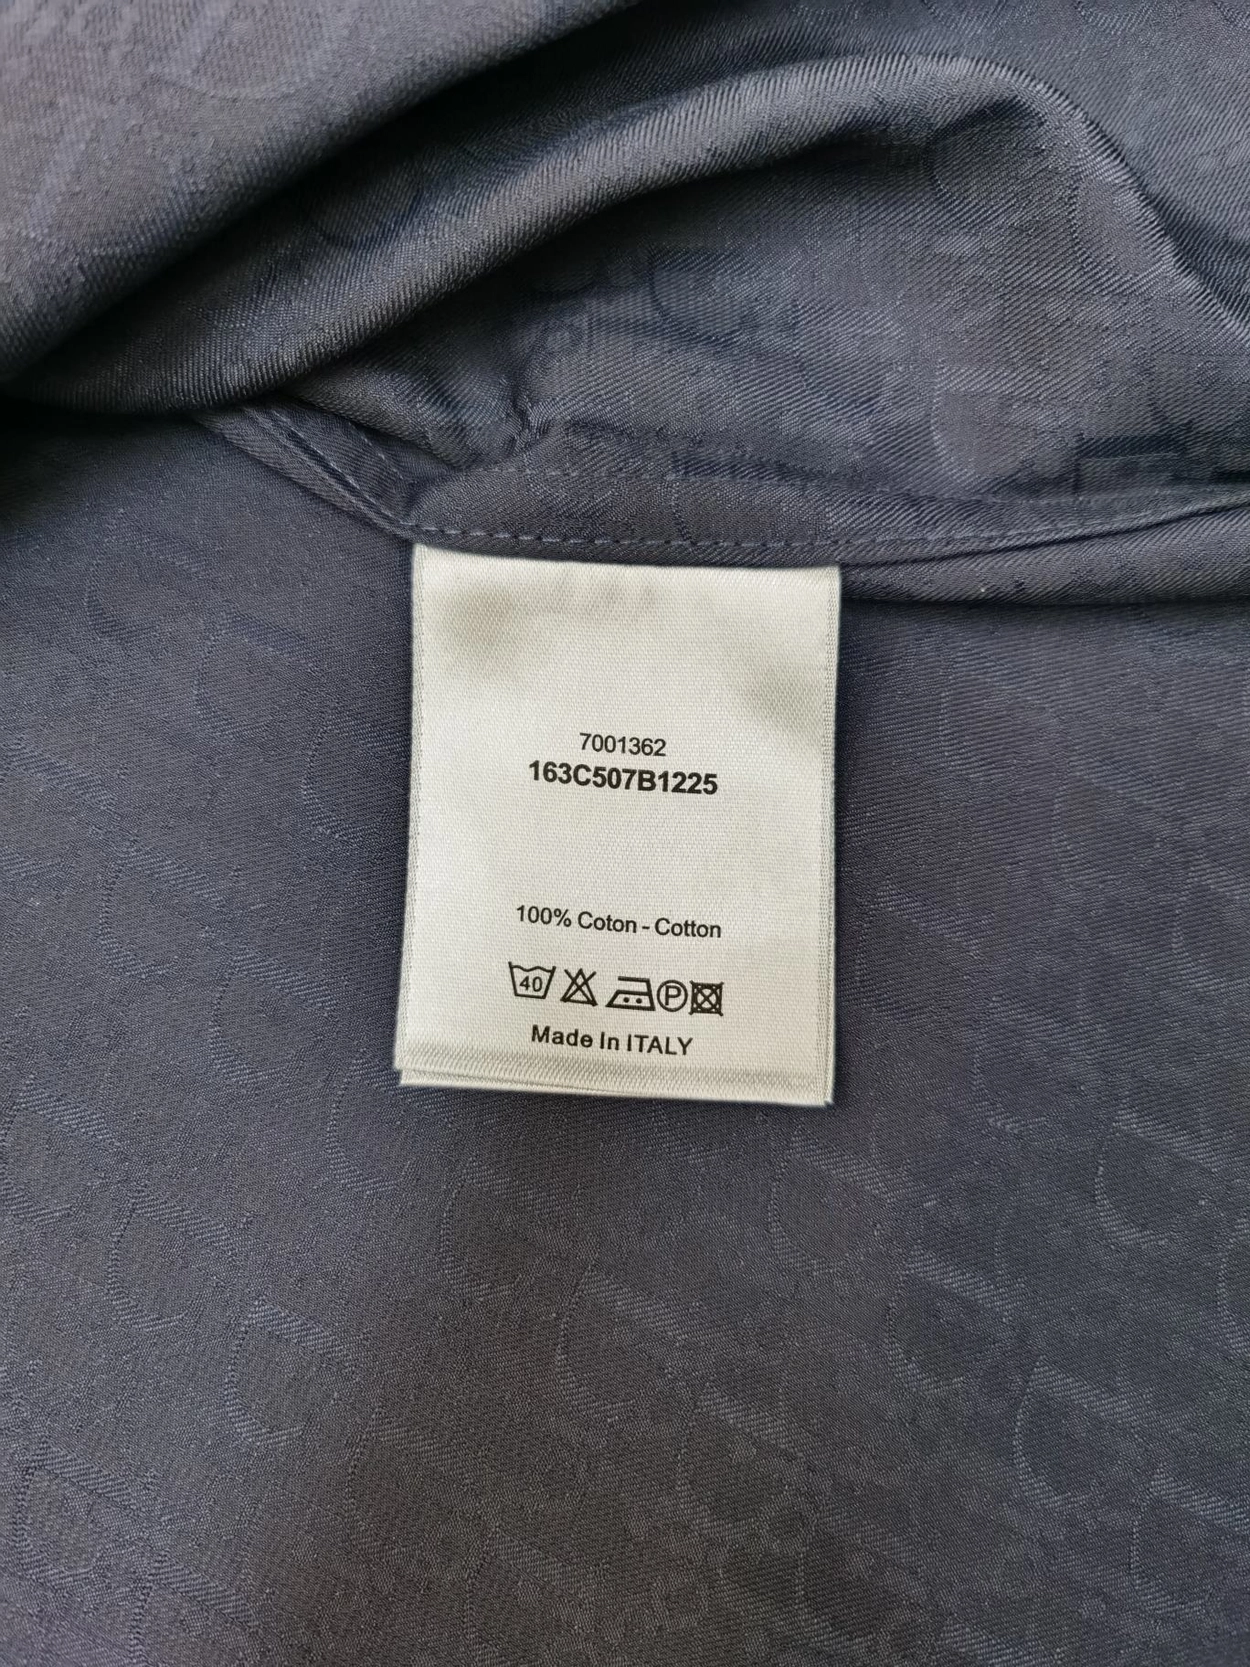 7001362
163C507B1225
100% Coton - Cotton
40 P
Made In ITALY